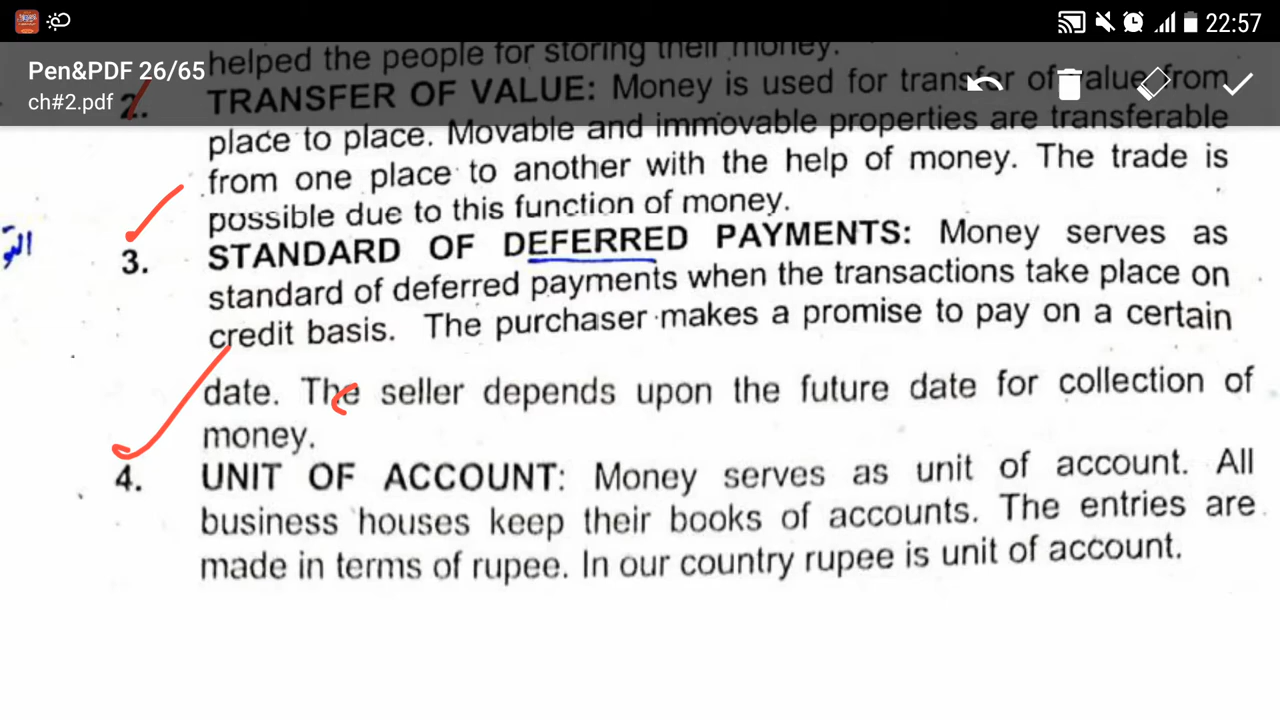 22:57
helped the people for storing their money.
Pen&PDF 26/65
ch#2.pdf
2. TRANSFER OF VALUE: Money is used for transfer of value from
place to place. Movable and immovable properties are transferable
from one place to another with the help of money. The trade is
possible due to this function of money.
3. STANDARD OF DEFERRED PAYMENTS: Money serves as
standard of deferred payments when the transactions take place on
credit basis. The purchaser makes a promise to pay on a certain
date. The seller depends upon the future date for collection of
money.
4. UNIT OF ACCOUNT: Money serves as unit of account. All
business houses keep their books of accounts. The entries are
made in terms of rupee. In our country rupee is unit of account.